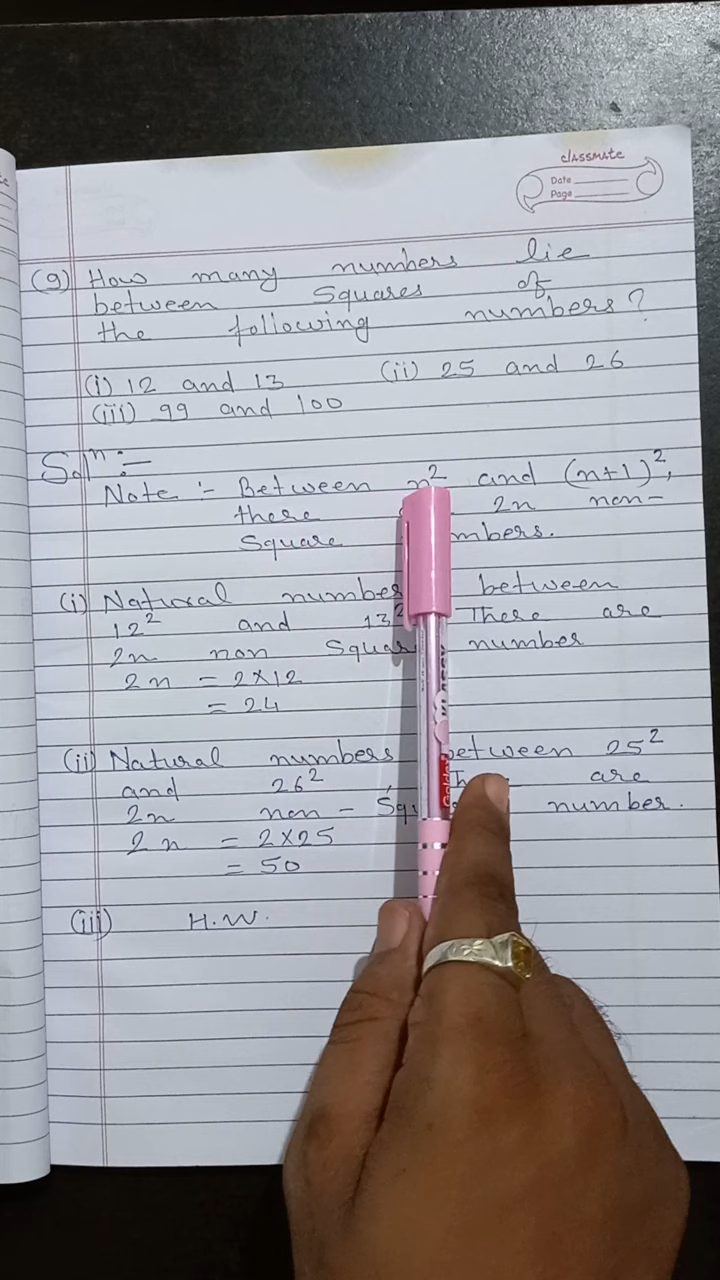 classmate
Date
Page
(9) How many numbers lie
between squares of
the following numbers?
(i) 12 and 13 (ii) 25 and 26
(iii) 99 and 100
Solⁿ :-
Note :- Between n² and (n+1)²,
there 2n non-
square mbers.
(i) Natural number between
12² and 13² There are
2n non squar number
2n = 2×12
= 24
(ii) Natural numbers between 25²
and 26² are
2n non - number.
2n = 2×25
= 50
(iii) H.W.